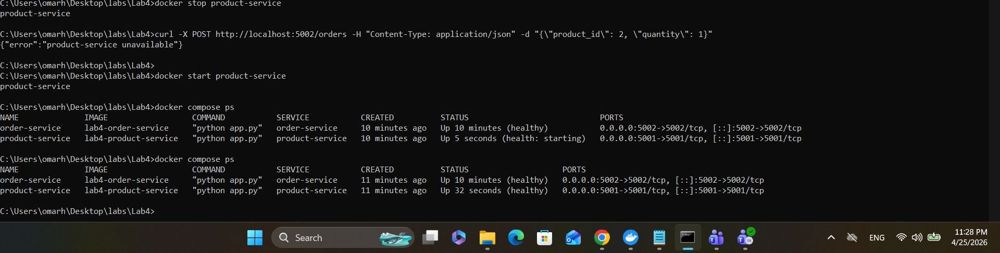 C:\Users\omarh\Desktop\labs\Lab4>docker stop product-service
product-service
C:\Users\omarh\Desktop\labs\Lab4>curl -X POST http://localhost:5002/orders -H "Content-Type: application/json" -d "{\"product_id\": 2, \"quantity\": 1}"
{"error":"product-service unavailable"}
C:\Users\omarh\Desktop\labs\Lab4>
C:\Users\omarh\Desktop\labs\Lab4>docker start product-service
product-service
C:\Users\omarh\Desktop\labs\Lab4>docker compose ps
NAME IMAGE COMMAND SERVICE CREATED STATUS PORTS
order-service lab4-order-service "python app.py" order-service 10 minutes ago Up 10 minutes (healthy) 0.0.0.0:5002->5002/tcp, [::]:5002->5002/tcp
product-service lab4-product-service "python app.py" product-service 10 minutes ago Up 5 seconds (health: starting) 0.0.0.0:5001->5001/tcp, [::]:5001->5001/tcp
C:\Users\omarh\Desktop\labs\Lab4>docker compose ps
NAME IMAGE COMMAND SERVICE CREATED STATUS PORTS
order-service lab4-order-service "python app.py" order-service 11 minutes ago Up 10 minutes (healthy) 0.0.0.0:5002->5002/tcp, [::]:5002->5002/tcp
product-service lab4-product-service "python app.py" product-service 11 minutes ago Up 32 seconds (healthy) 0.0.0.0:5001->5001/tcp, [::]:5001->5001/tcp
C:\Users\omarh\Desktop\labs\Lab4>
Search
ENG
11:28 PM
4/25/2026